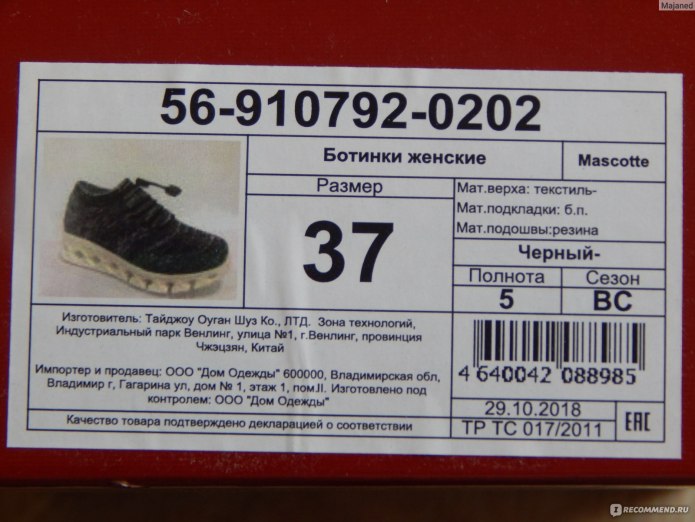 Majaned
56-910792-0202
Ботинки женские
Mascotte
Размер
37
Мат.верха: текстиль-
Мат.подкладки: б.п.
Мат.подошвы:резина
Черный-
Полнота
Сезон
5
ВС
Изготовитель: Тайджоу Оуган Шуз Ко., ЛТД. Зона технологий,
Индустриальный парк Венлинг, улица №1, г.Венлинг, провинция
Чжэцзян, Китай
Импортер и продавец: ООО "Дом Одежды" 600000, Владимирская обл,
Владимир г, Гагарина ул, дом № 1, этаж 1, пом.II. Изготовлено под
контролем: ООО "Дом Одежды"
Качество товара подтверждено декларацией о соответствии
4 640042 088985
29.10.2018
ТР ТС 017/2011
ЕАС
IRECOMMEND.RU